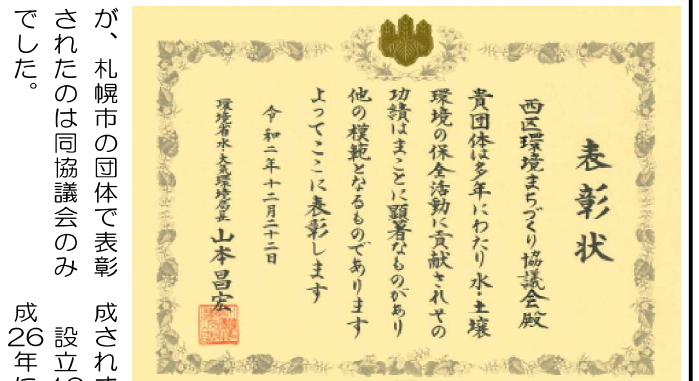 表彰状
西区環境まちづくり協議会殿
貴団体は多年にわたり水・土壌
環境の保全活動に貢献されその
功績はまことに顕著なものがあり
他の模範となるものであります
よってここに表彰します
令和二年十二月二十二日
環境省水・大気環境局長 山本昌宏
が、札幌市の団体で表彰
されたのは同協議会のみ
でした。
成されま
設立10
成26年に